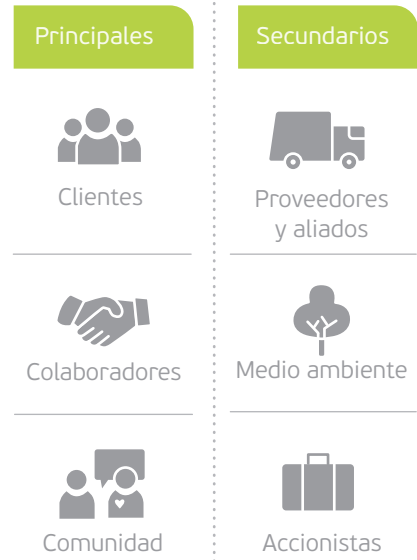 Principales
Clientes
Colaboradores
Comunidad
Secundarios
Proveedores
y aliados
Medio ambiente
Accionistas